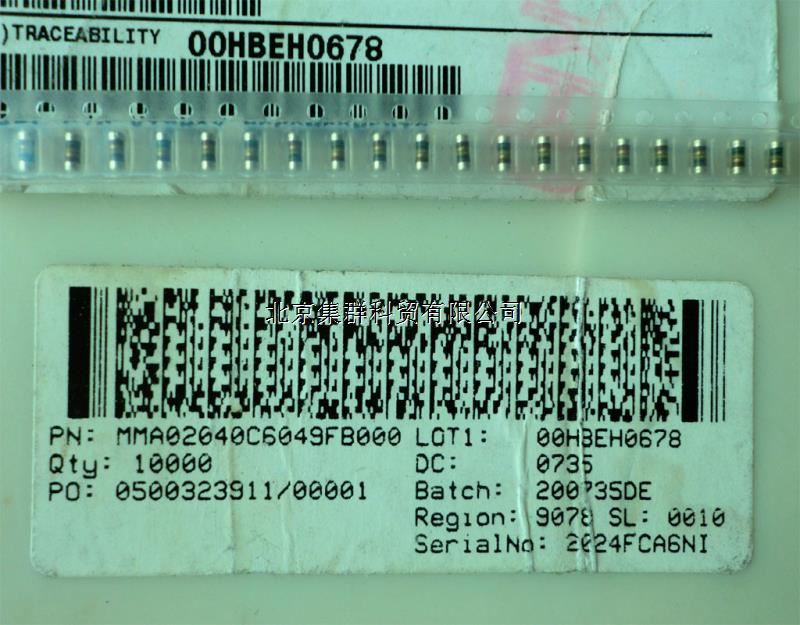 )TRACEABILITY 00HBEH0678
北京集群科贸有限公司
PN: MMA02040C6049FB000 LOT1: 00HBEH0678
Qty: 10000 DC: 0735
PO: 0500323911/00001 Batch: 200735DE
Region: 9078 SL: 0010
SerialNo: 2024FCA6NI